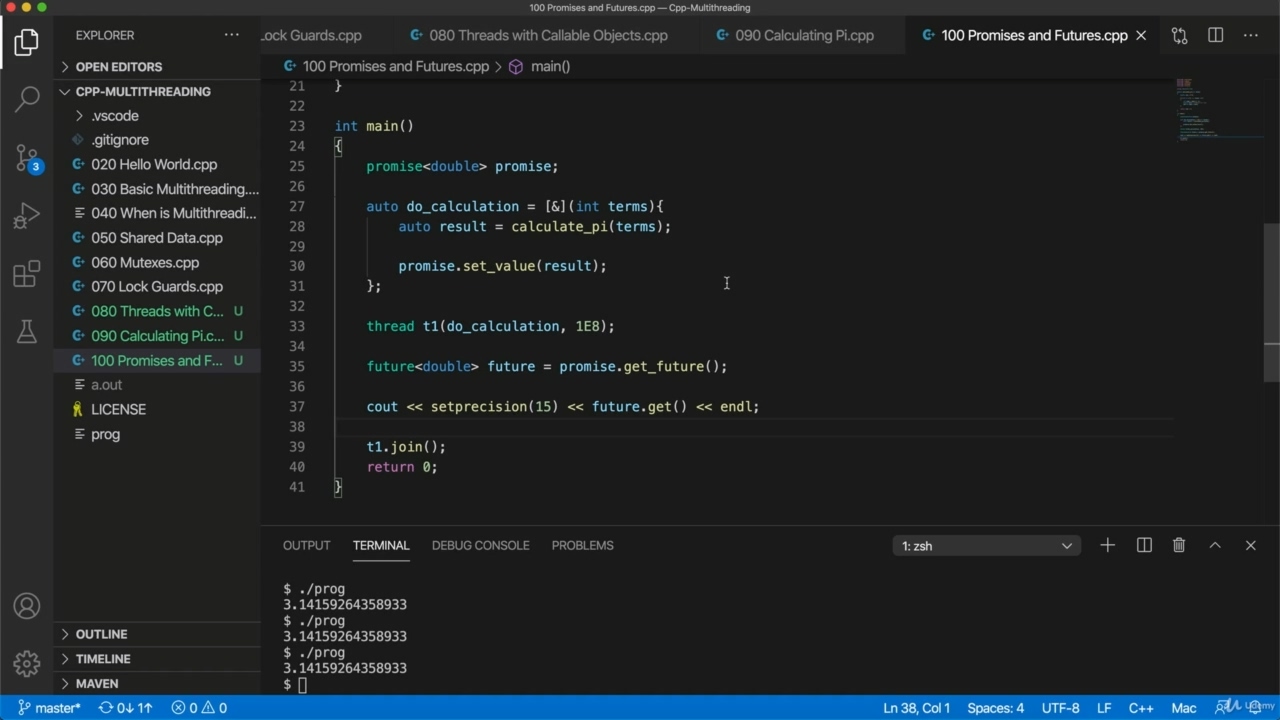 100 Promises and Futures.cpp — Cpp-Multithreading
EXPLORER
Lock Guards.cpp
080 Threads with Callable Objects.cpp
090 Calculating Pi.cpp
100 Promises and Futures.cpp
100 Promises and Futures.cpp > main()
OPEN EDITORS
CPP-MULTITHREADING
.vscode
.gitignore
020 Hello World.cpp
030 Basic Multithreading....
040 When is Multithreadi...
050 Shared Data.cpp
060 Mutexes.cpp
070 Lock Guards.cpp
080 Threads with C... U
090 Calculating Pi.c... U
100 Promises and F... U
a.out
LICENSE
prog
OUTLINE
TIMELINE
MAVEN
3
21 }
22
23 int main()
24 {
25 promise<double> promise;
26
27 auto do_calculation = [&](int terms){
28 auto result = calculate_pi(terms);
29
30 promise.set_value(result);
31 };
32
33 thread t1(do_calculation, 1E8);
34
35 future<double> future = promise.get_future();
36
37 cout << setprecision(15) << future.get() << endl;
38
39 t1.join();
40 return 0;
41 }
OUTPUT TERMINAL DEBUG CONSOLE PROBLEMS
1: zsh
$ ./prog
3.14159264358933
$ ./prog
3.14159264358933
$ ./prog
3.14159264358933
$
master* 0↓ 1↑ 0 0
Ln 38, Col 1 Spaces: 4 UTF-8 LF C++ Mac
Udemy